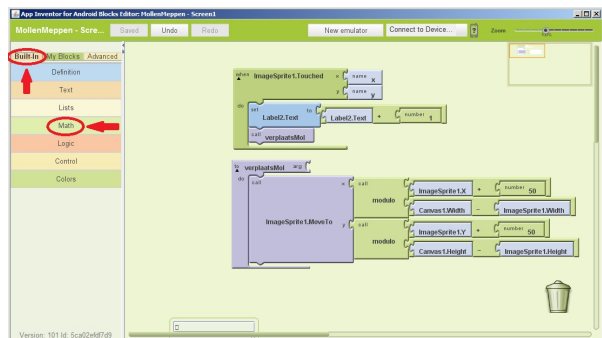 App Inventor for Android Blocks Editor: MollenMeppen - Screen1
MollenMeppen - Scre... Saved Undo Redo New emulator Connect to Device... Zoom
Built-In My Blocks Advanced
Definition
Text
Lists
Math
Logic
Control
Colors
when ImageSprite1.Touched x name x
y name y
do set Label2.Text to Label2.Text + number 1
call verplaatsMol
to verplaatsMol arg
do call ImageSprite1.MoveTo
x call modulo ImageSprite1.X + number 50
Canvas1.Width - ImageSprite1.Width
y call modulo ImageSprite1.Y + number 50
Canvas1.Height - ImageSprite1.Height
Version: 101 Id: 5ca02efdf7d9